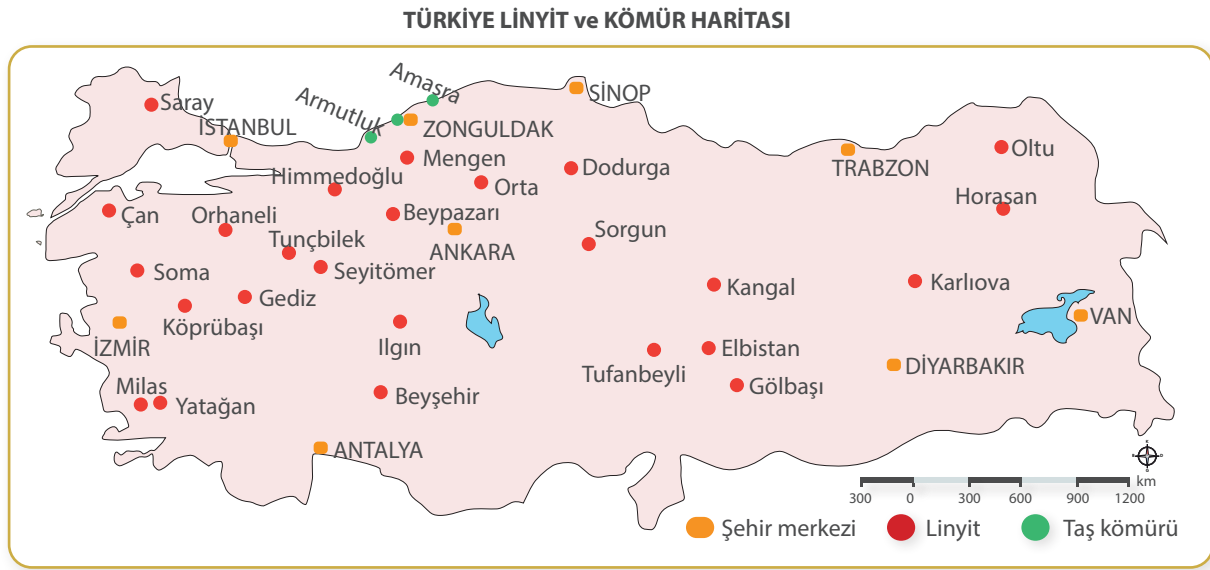 TÜRKİYE LİNYİT ve KÖMÜR HARİTASI
Amasra
Armutluk
SİNOP
Saray
İSTANBUL
ZONGULDAK
Mengen
Dodurga
TRABZON
Oltu
Himmedoğlu
Orta
Horasan
Çan
Orhaneli
Beypazarı
Tunçbilek
ANKARA
Sorgun
Soma
Seyitömer
Gediz
Kangal
Karlıova
Köprübaşı
VAN
İZMİR
Ilgın
Elbistan
Tufanbeyli
DİYARBAKIR
Milas
Yatağan
Beyşehir
Gölbaşı
ANTALYA
km
300 0 300 600 900 1200
Şehir merkezi Linyit Taş kömürü